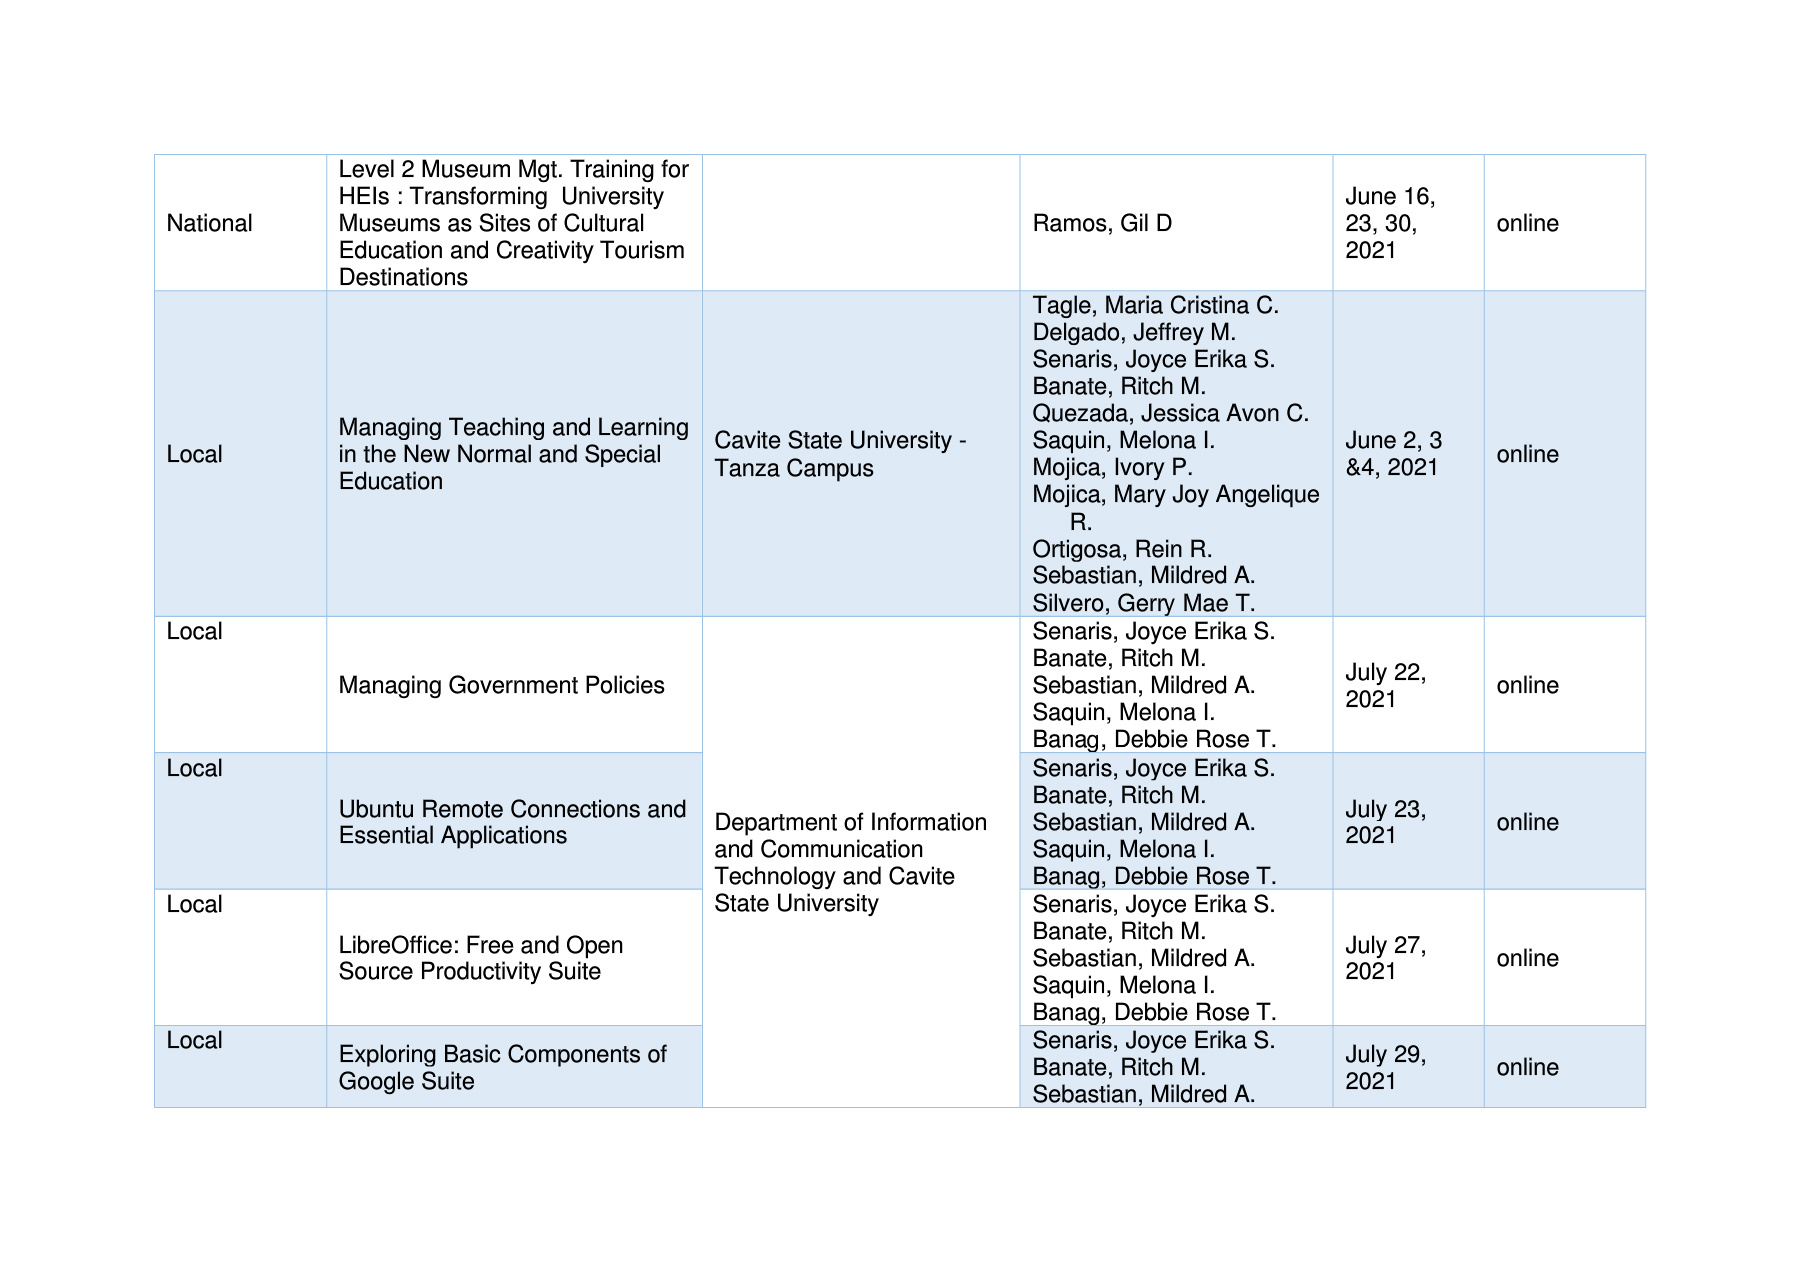 National
Level 2 Museum Mgt. Training for
HEIs : Transforming  University
Museums as Sites of Cultural
Education and Creativity Tourism
Destinations
Ramos, Gil D
June 16,
23, 30,
2021
online
Local
Managing Teaching and Learning
in the New Normal and Special
Education
Cavite State University -
Tanza Campus
Tagle, Maria Cristina C.
Delgado, Jeffrey M.
Senaris, Joyce Erika S.
Banate, Ritch M.
Quezada, Jessica Avon C.
Saquin, Melona I.
Mojica, Ivory P.
Mojica, Mary Joy Angelique
R.
Ortigosa, Rein R.
Sebastian, Mildred A.
Silvero, Gerry Mae T.
June 2, 3
&4, 2021
online
Local
Managing Government Policies
Department of Information
and Communication
Technology and Cavite
State University
Senaris, Joyce Erika S.
Banate, Ritch M.
Sebastian, Mildred A.
Saquin, Melona I.
Banag, Debbie Rose T.
July 22,
2021
online
Local
Ubuntu Remote Connections and
Essential Applications
Senaris, Joyce Erika S.
Banate, Ritch M.
Sebastian, Mildred A.
Saquin, Melona I.
Banag, Debbie Rose T.
July 23,
2021
online
Local
LibreOffice: Free and Open
Source Productivity Suite
Senaris, Joyce Erika S.
Banate, Ritch M.
Sebastian, Mildred A.
Saquin, Melona I.
Banag, Debbie Rose T.
July 27,
2021
online
Local
Exploring Basic Components of
Google Suite
Senaris, Joyce Erika S.
Banate, Ritch M.
Sebastian, Mildred A.
July 29,
2021
online